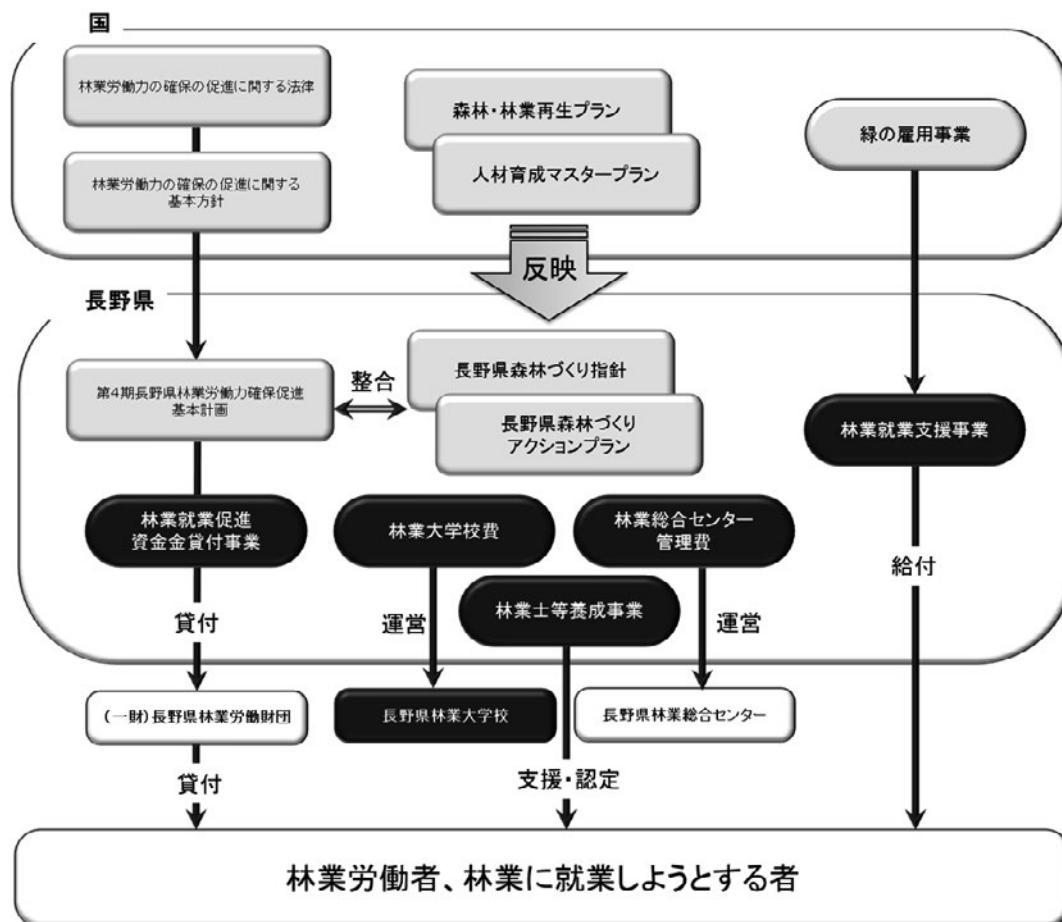 国
林業労働力の確保の促進に関する法律
林業労働力の確保の促進に関する
基本方針
森林・林業再生プラン
人材育成マスタープラン
緑の雇用事業
反映
長野県
第4期長野県林業労働力確保促進
基本計画
整合
長野県森林づくり指針
長野県森林づくり
アクションプラン
林業就業支援事業
林業就業促進
資金金貸付事業
林業大学校費
林業総合センター
管理費
林業士等養成事業
給付
貸付
運営
運営
(一財)長野県林業労働財団
長野県林業大学校
長野県林業総合センター
貸付
支援・認定
林業労働者、林業に就業しようとする者